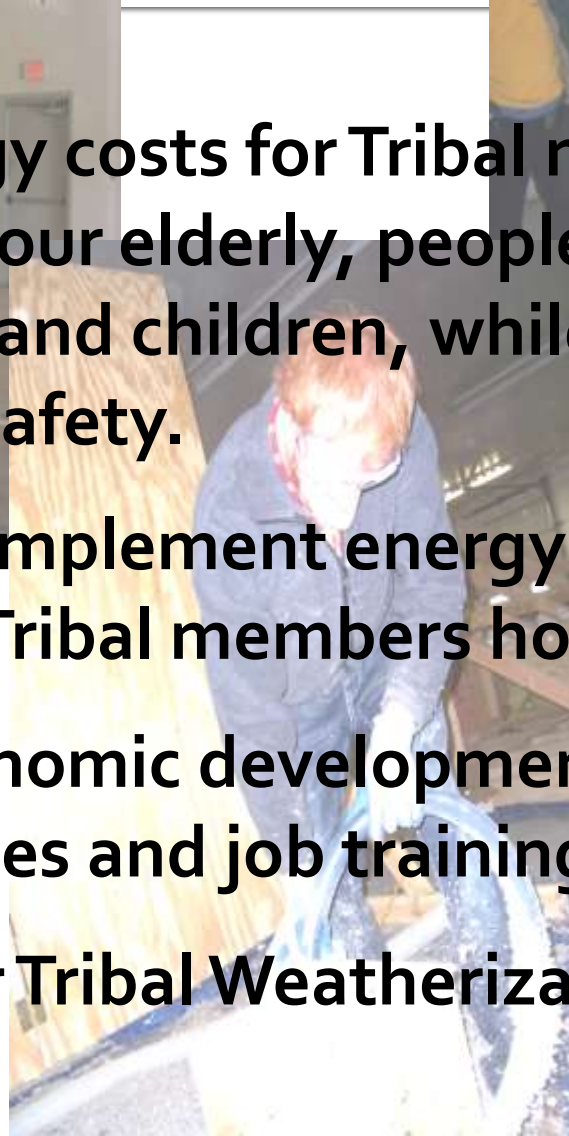 gy costs for Tribal
our elderly, people
and children, while
afety.
mplement energy
Tribal members ho
nomic developmen
es and job training
Tribal Weatheriza